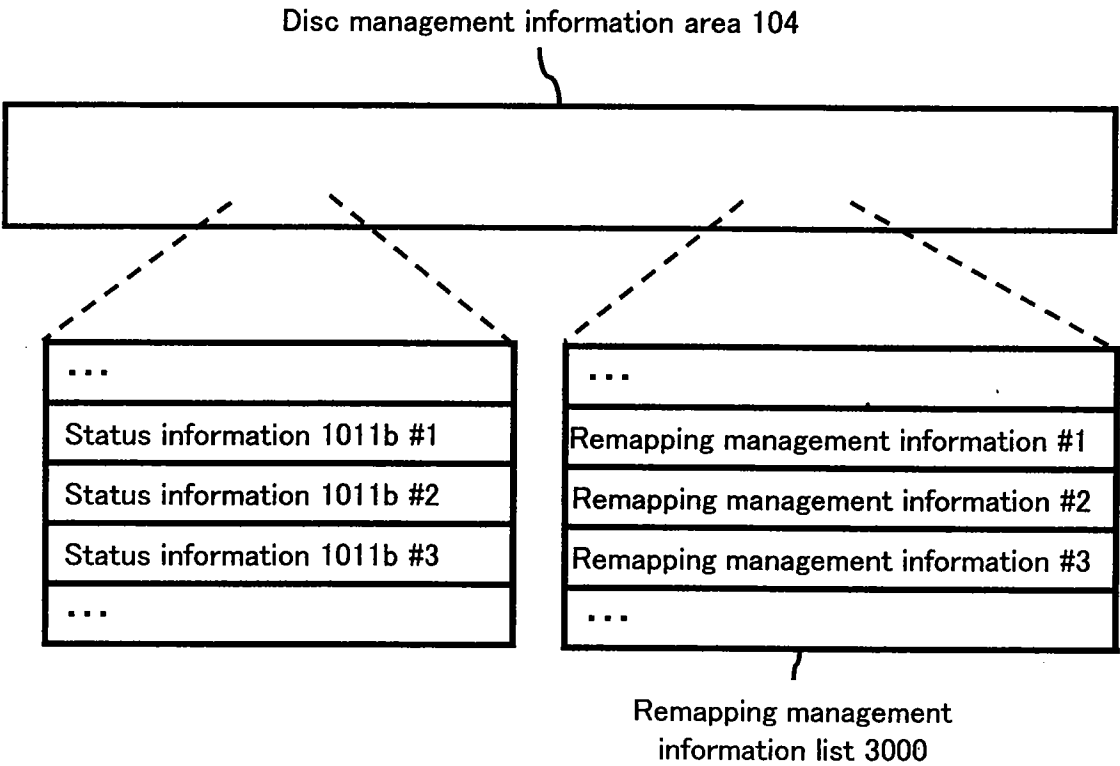 Disc management information area 104
...
Status information 1011b #1
Status information 1011b #2
Status information 1011b #3
...
...
Remapping management information #1
Remapping management information #2
Remapping management information #3
...
Remapping management
information list 3000